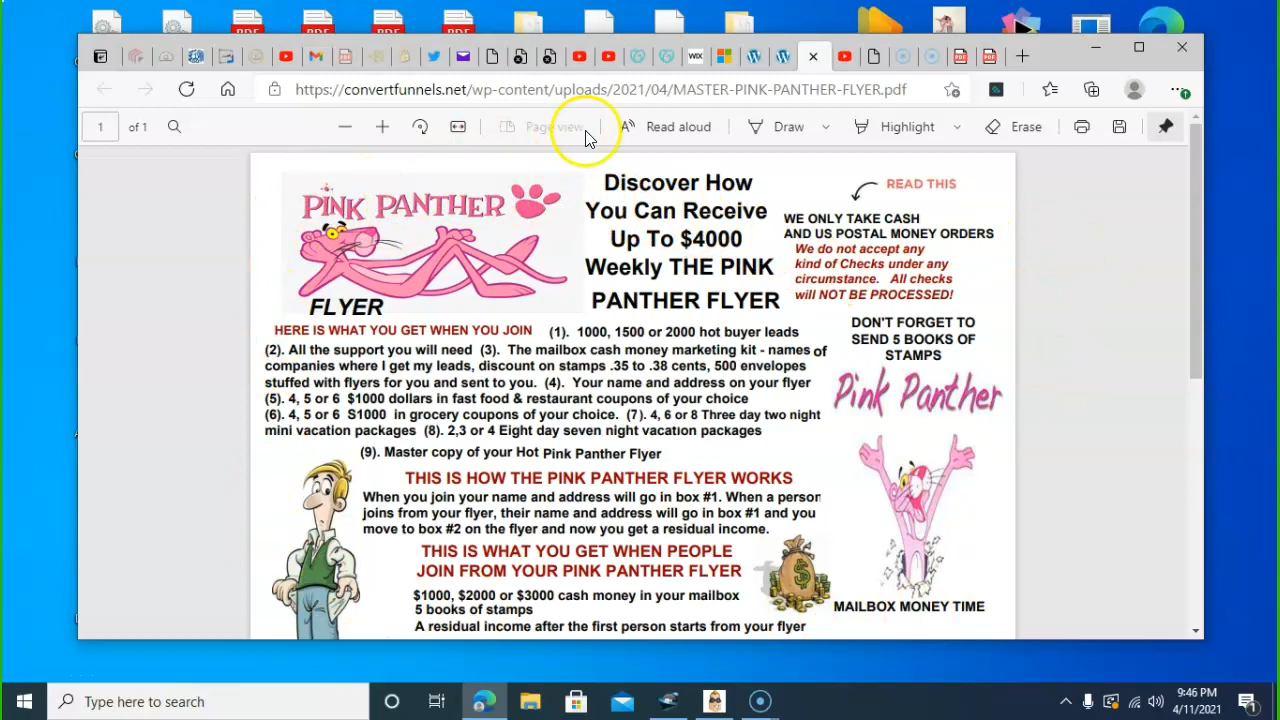 https://convertfunnels.net/wp-content/uploads/2021/04/MASTER-PINK-PANTHER-FLYER.pdf
1 of 1
Page view
Read aloud
Draw
Highlight
Erase
PINK PANTHER
FLYER
Discover How
You Can Receive
Up To $4000
Weekly THE PINK
PANTHER FLYER
READ THIS
WE ONLY TAKE CASH
AND US POSTAL MONEY ORDERS
We do not accept any
kind of Checks under any
circumstance. All checks
will NOT BE PROCESSED!
DON'T FORGET TO
SEND 5 BOOKS OF
STAMPS
Pink Panther
MAILBOX MONEY TIME
HERE IS WHAT YOU GET WHEN YOU JOIN (1). 1000, 1500 or 2000 hot buyer leads
(2). All the support you will need (3). The mailbox cash money marketing kit - names of
companies where I get my leads, discount on stamps .35 to .38 cents, 500 envelopes
stuffed with flyers for you and sent to you. (4). Your name and address on your flyer
(5). 4, 5 or 6 $1000 dollars in fast food & restaurant coupons of your choice
(6). 4, 5 or 6 S1000 in grocery coupons of your choice. (7). 4, 6 or 8 Three day two night
mini vacation packages (8). 2,3 or 4 Eight day seven night vacation packages
(9). Master copy of your Hot Pink Panther Flyer
THIS IS HOW THE PINK PANTHER FLYER WORKS
When you join your name and address will go in box #1. When a person
joins from your flyer, their name and address will go in box #1 and you
move to box #2 on the flyer and now you get a residual income.
THIS IS WHAT YOU GET WHEN PEOPLE
JOIN FROM YOUR PINK PANTHER FLYER
$1000, $2000 or $3000 cash money in your mailbox
5 books of stamps
A residual income after the first person starts from your flyer
Type here to search
9:46 PM
4/11/2021